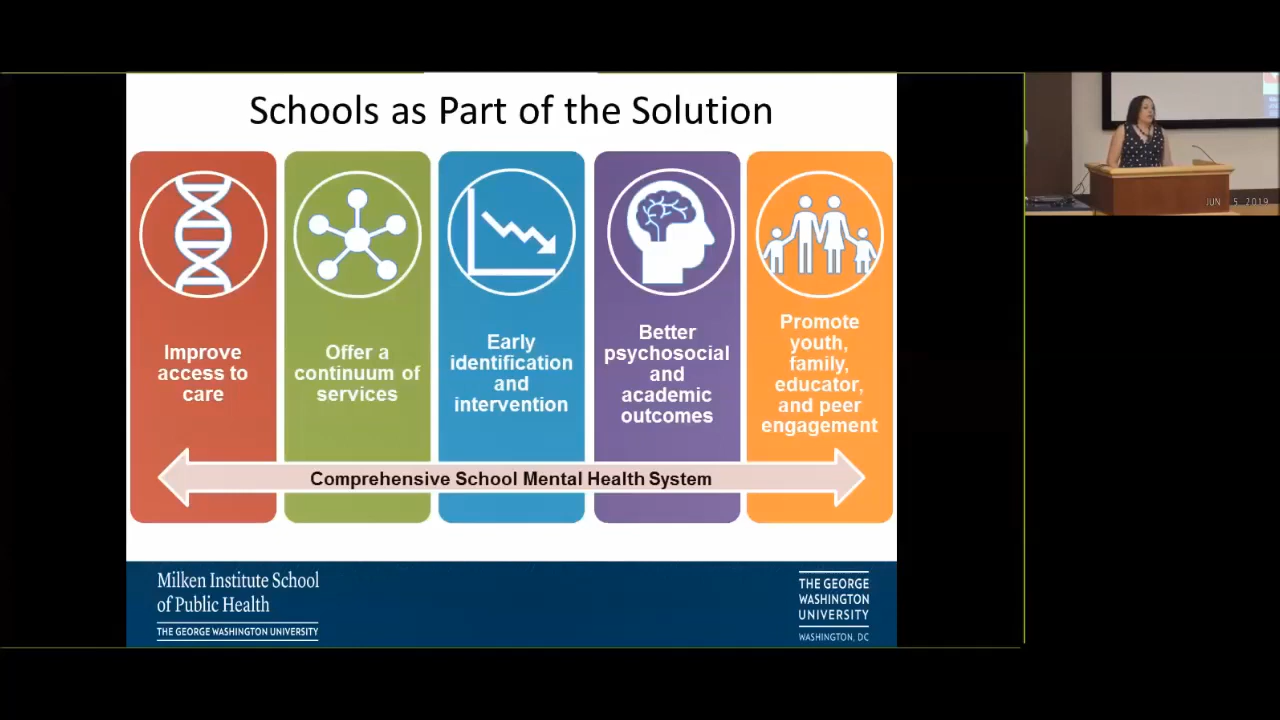 Schools as Part of the Solution
Improve
access to
care
Offer a
continuum of
services
Early
identification
and
intervention
Better
psychosocial
and
academic
outcomes
Promote
youth,
family,
educator,
and peer
engagement
Comprehensive School Mental Health System
Milken Institute School
of Public Health
THE GEORGE WASHINGTON UNIVERSITY
THE GEORGE
WASHINGTON
UNIVERSITY
WASHINGTON, DC
JUN 5 2019